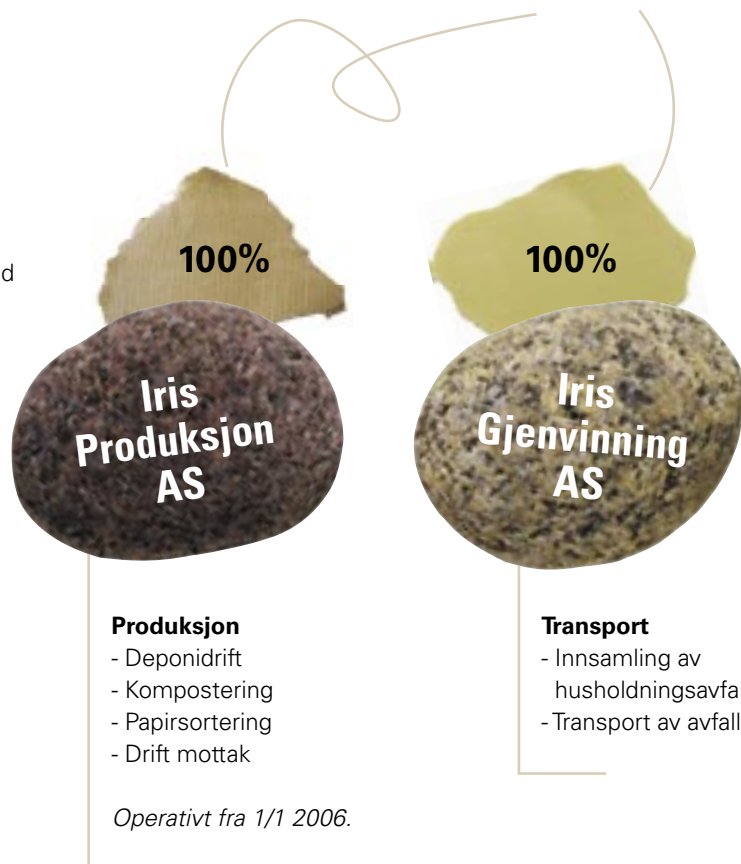 d
100%
Iris
Produksjon
AS
Produksjon
- Deponidrift
- Kompostering
- Papirsortering
- Drift mottak
Operativt fra 1/1 2006.
100%
Iris
Gjenvinning
AS
Transport
- Innsamling av
husholdningsavfa
- Transport av avfall